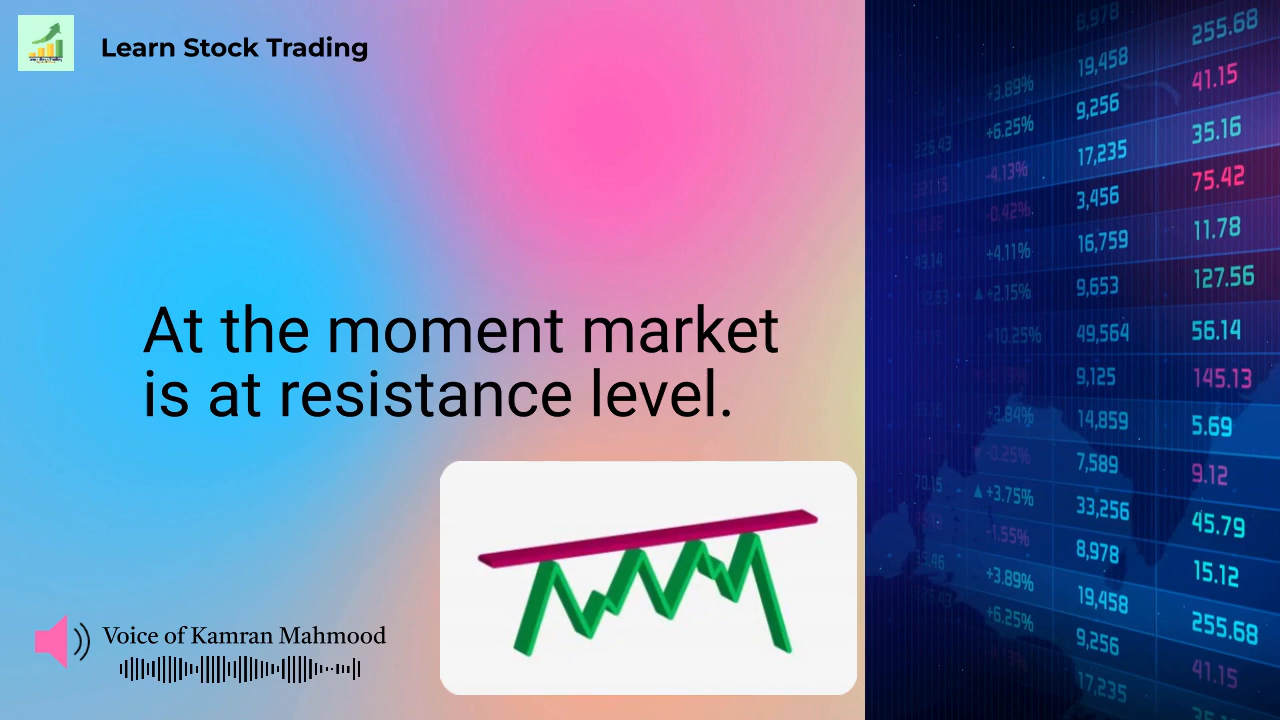 Learn Stock Trading
At the moment market
is at resistance level.
Voice of Kamran Mahmood
8,978 255.68
+3.89% 19,458 41.15
+6.25% 9,256 35.16
-4.13% 17,235 75.42
-0.42% 3,456 11.78
+4.11% 16,759 127.56
+2.15% 9,653 56.14
+10.25% 49,564 145.13
9,125 5.69
+2.84% 14,859 9.12
-0.25% 7,589 45.79
+3.75% 33,256 15.12
-1.55% 8,978 255.68
+3.89% 19,458 41.15
+6.25% 9,256
17,235